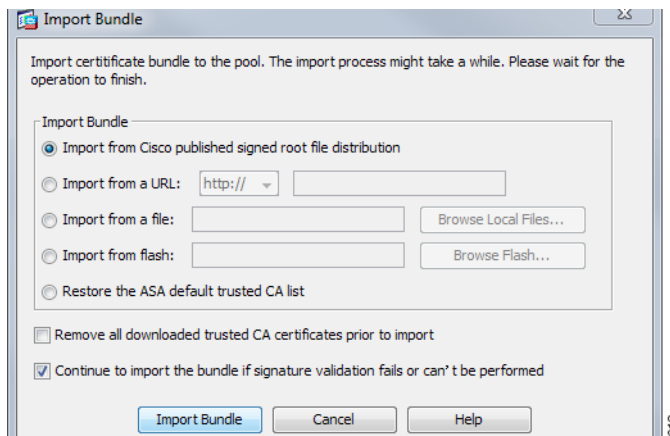 Import Bundle
Import certitificate bundle to the pool. The import process might take a while. Please wait for the
operation to finish.
Import Bundle
Import from Cisco published signed root file distribution
Import from a URL: http://
Import from a file: Browse Local Files...
Import from flash: Browse Flash...
Restore the ASA default trusted CA list
Remove all downloaded trusted CA certificates prior to import
Continue to import the bundle if signature validation fails or can't be performed
Import Bundle Cancel Help